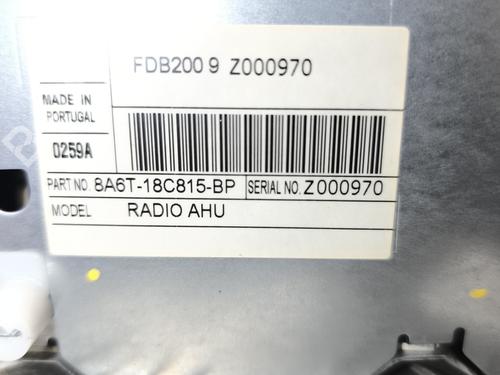 FDB200 9 Z000970
MADE IN
PORTUGAL
0259A
PART NO. 8A6T-18C815-BP SERIAL NO. Z000970
MODEL RADIO AHU